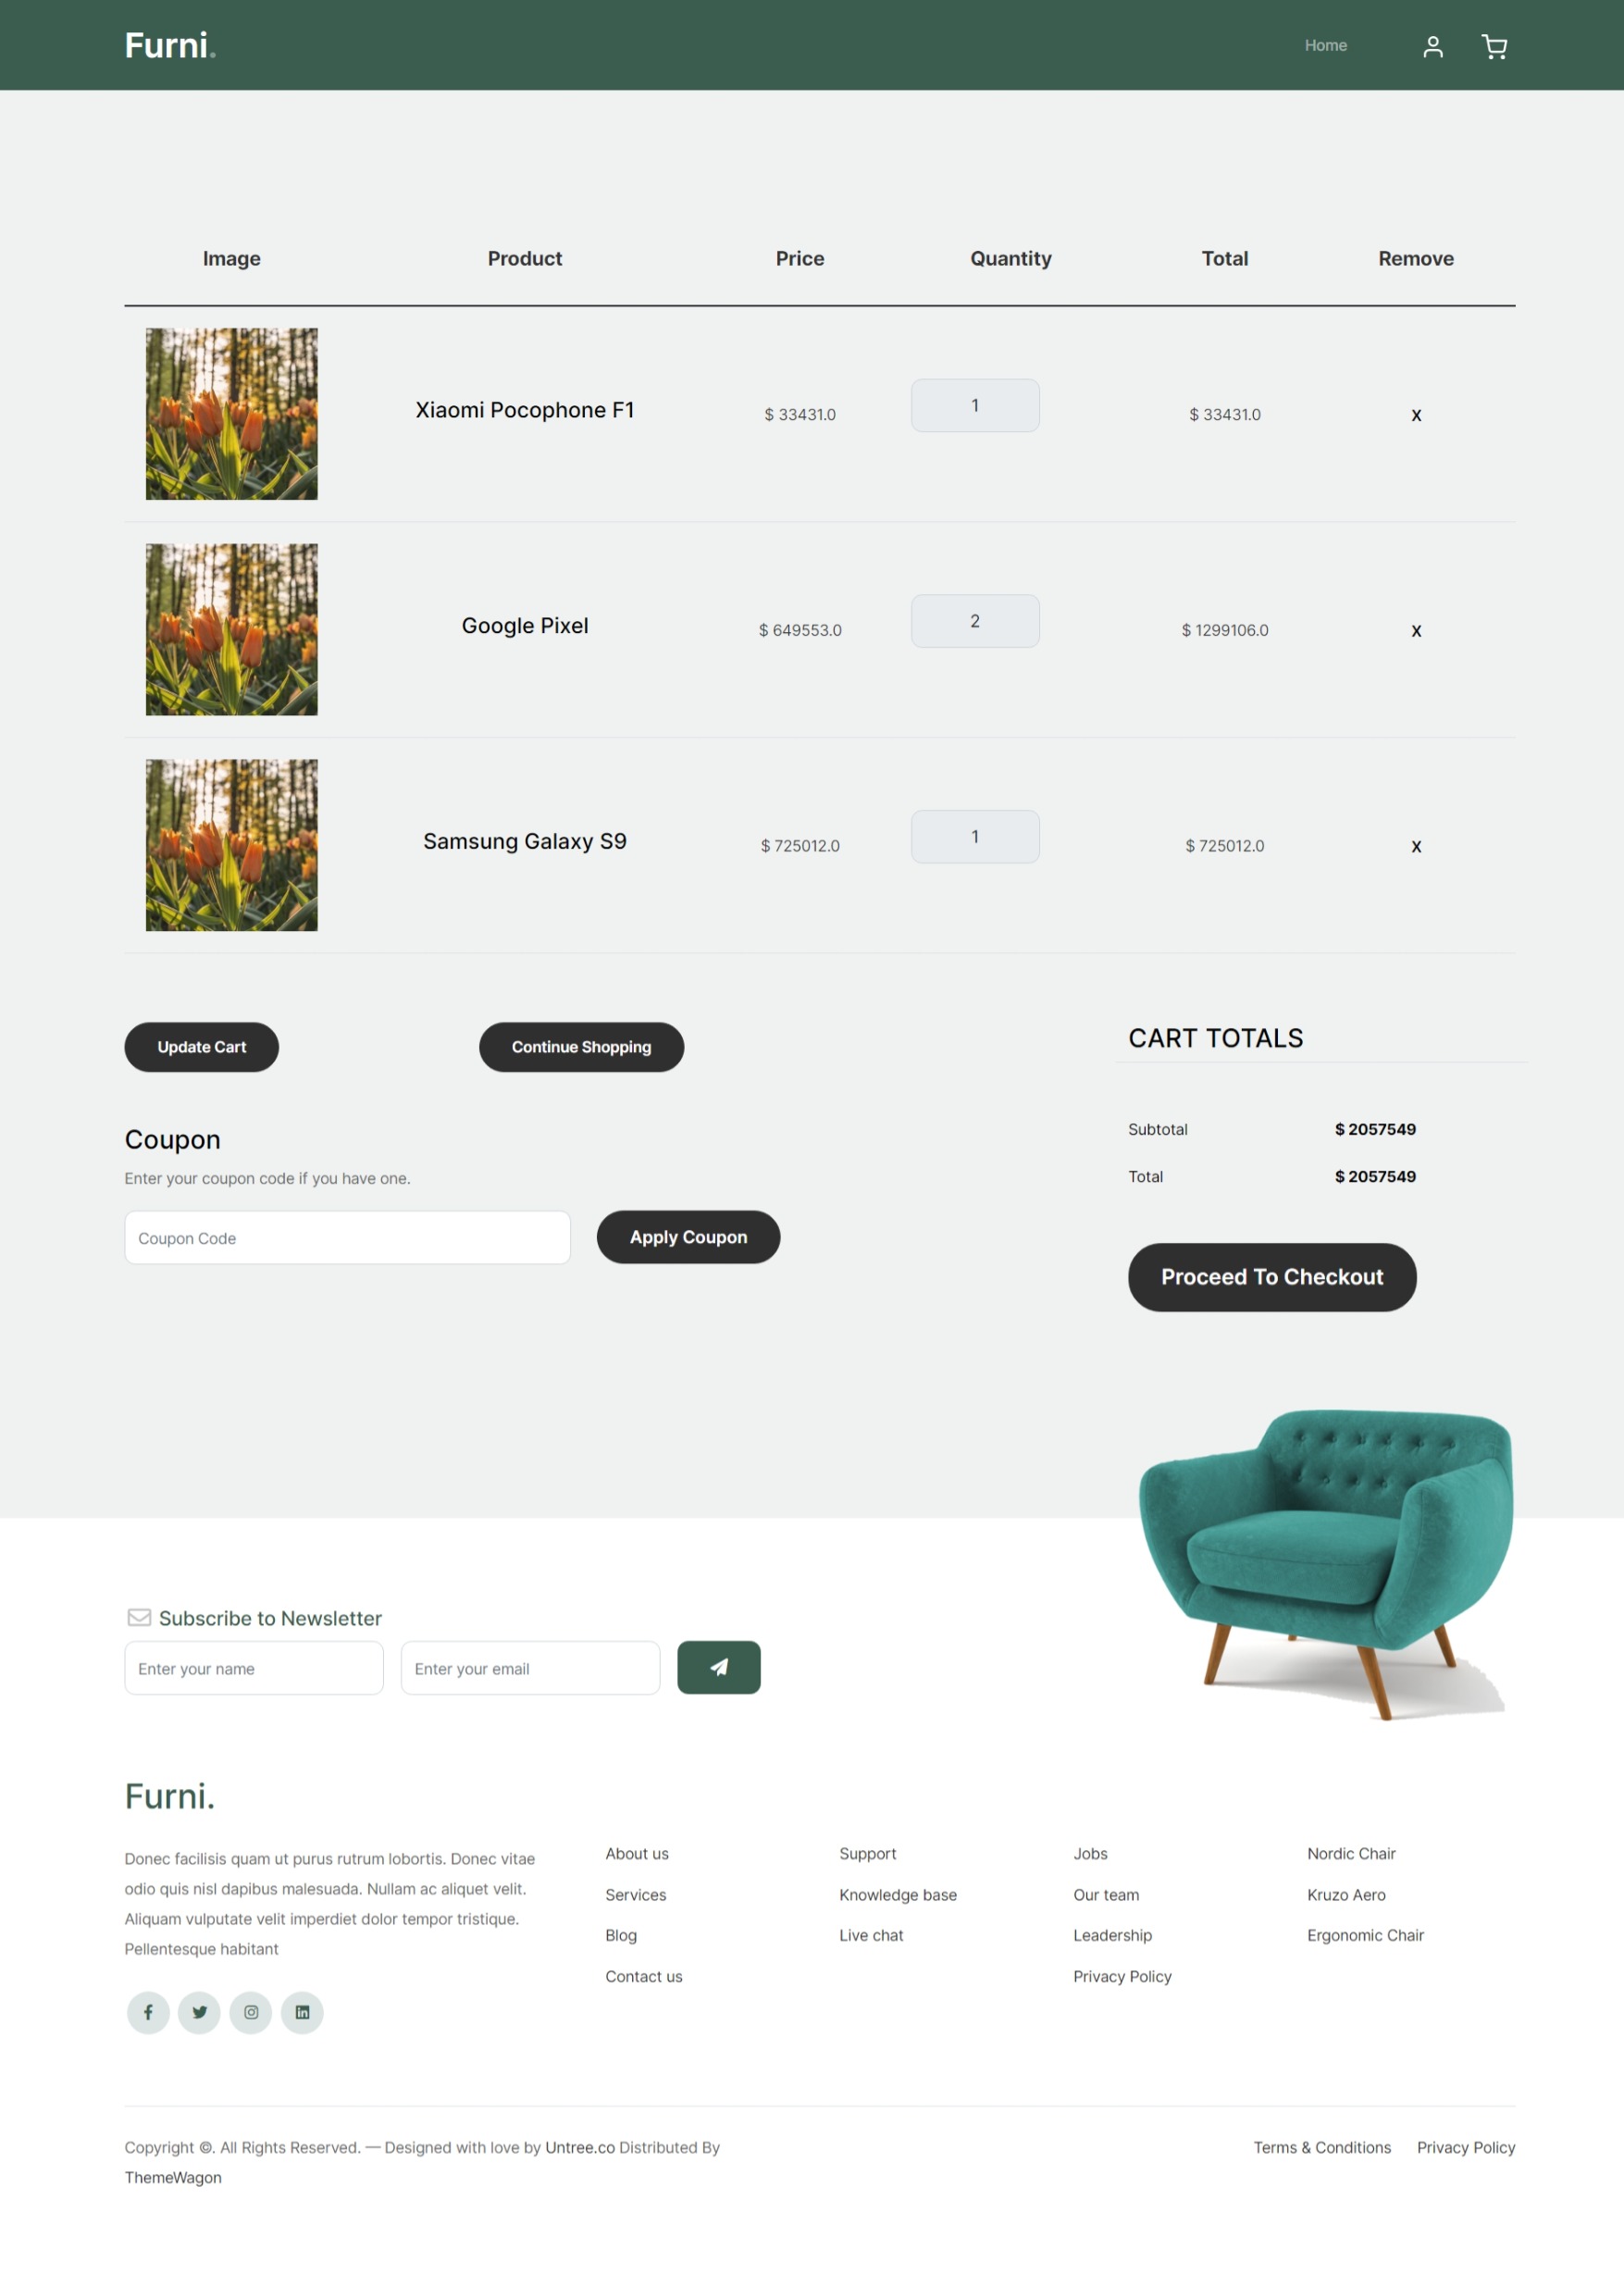 Furni.
Home
Image Product Price Quantity Total Remove
Xiaomi Pocophone F1 $ 33431.0 1 $ 33431.0 X
Google Pixel $ 649553.0 2 $ 1299106.0 X
Samsung Galaxy S9 $ 725012.0 1 $ 725012.0 X
Update Cart Continue Shopping
CART TOTALS
Subtotal $ 2057549
Total $ 2057549
Proceed To Checkout
Coupon
Enter your coupon code if you have one.
Coupon Code Apply Coupon
Subscribe to Newsletter
Enter your name Enter your email
Furni.
Donec facilisis quam ut purus rutrum lobortis. Donec vitae
odio quis nisl dapibus malesuada. Nullam ac aliquet velit.
Aliquam vulputate velit imperdiet dolor tempor tristique.
Pellentesque habitant
About us
Services
Blog
Contact us
Support
Knowledge base
Live chat
Jobs
Our team
Leadership
Privacy Policy
Nordic Chair
Kruzo Aero
Ergonomic Chair
Copyright ©. All Rights Reserved. — Designed with love by Untree.co Distributed By
ThemeWagon
Terms & Conditions Privacy Policy